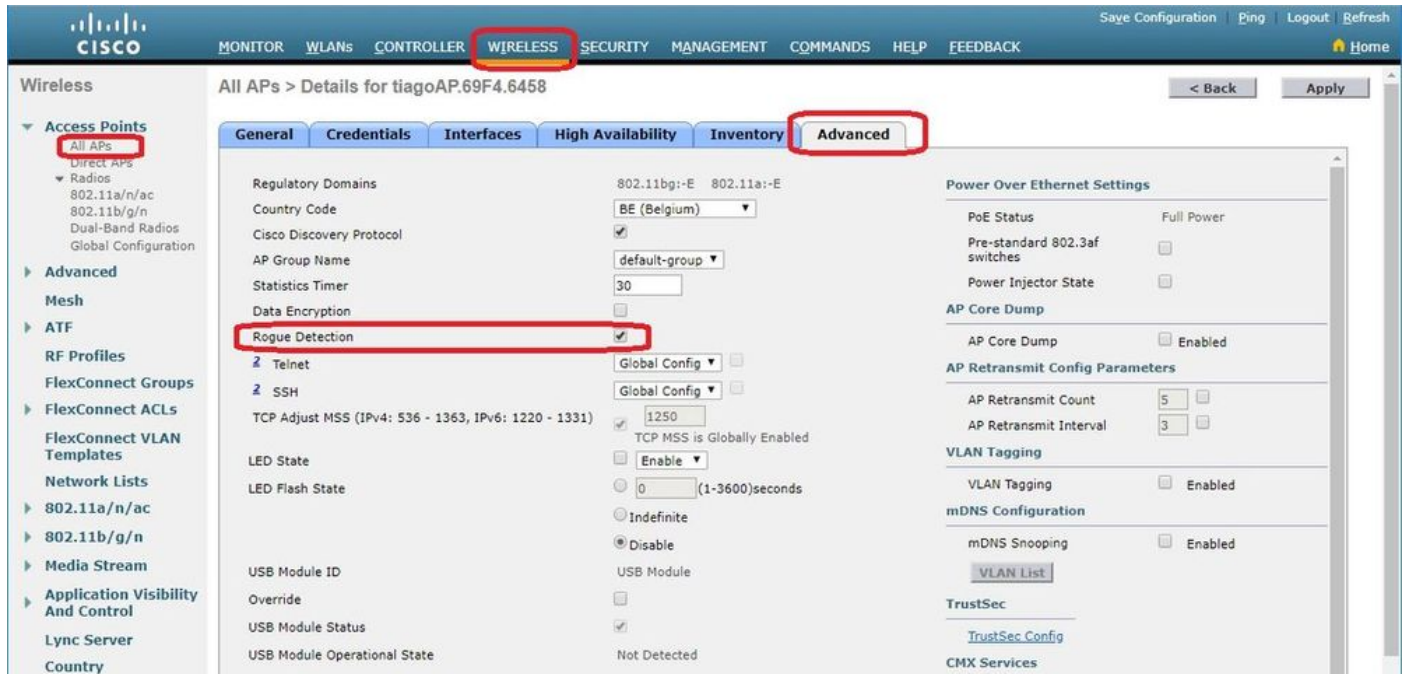 Save Configuration Ping Logout Refresh
CISCO
MONITOR WLANs CONTROLLER WIRELESS SECURITY MANAGEMENT COMMANDS HELP FEEDBACK
Home
Wireless
Access Points
All APs
Direct APs
Radios
802.11a/n/ac
802.11b/g/n
Dual-Band Radios
Global Configuration
Advanced
Mesh
ATF
RF Profiles
FlexConnect Groups
FlexConnect ACLs
FlexConnect VLAN
Templates
Network Lists
802.11a/n/ac
802.11b/g/n
Media Stream
Application Visibility
And Control
Lync Server
Country
All APs > Details for tiagoAP.69F4.6458
< Back Apply
General Credentials Interfaces High Availability Inventory Advanced
Regulatory Domains 802.11bg:-E 802.11a:-E
Country Code BE (Belgium)
Cisco Discovery Protocol
AP Group Name default-group
Statistics Timer 30
Data Encryption
Rogue Detection
2 Telnet Global Config
2 SSH Global Config
TCP Adjust MSS (IPv4: 536 - 1363, IPv6: 1220 - 1331) 1250
TCP MSS is Globally Enabled
LED State Enable
LED Flash State 0 (1-3600)seconds
Indefinite
Disable
USB Module ID USB Module
Override
USB Module Status
USB Module Operational State Not Detected
Power Over Ethernet Settings
PoE Status Full Power
Pre-standard 802.3af
switches
Power Injector State
AP Core Dump
AP Core Dump Enabled
AP Retransmit Config Parameters
AP Retransmit Count 5
AP Retransmit Interval 3
VLAN Tagging
VLAN Tagging Enabled
mDNS Configuration
mDNS Snooping Enabled
VLAN List
TrustSec
TrustSec Config
CMX Services